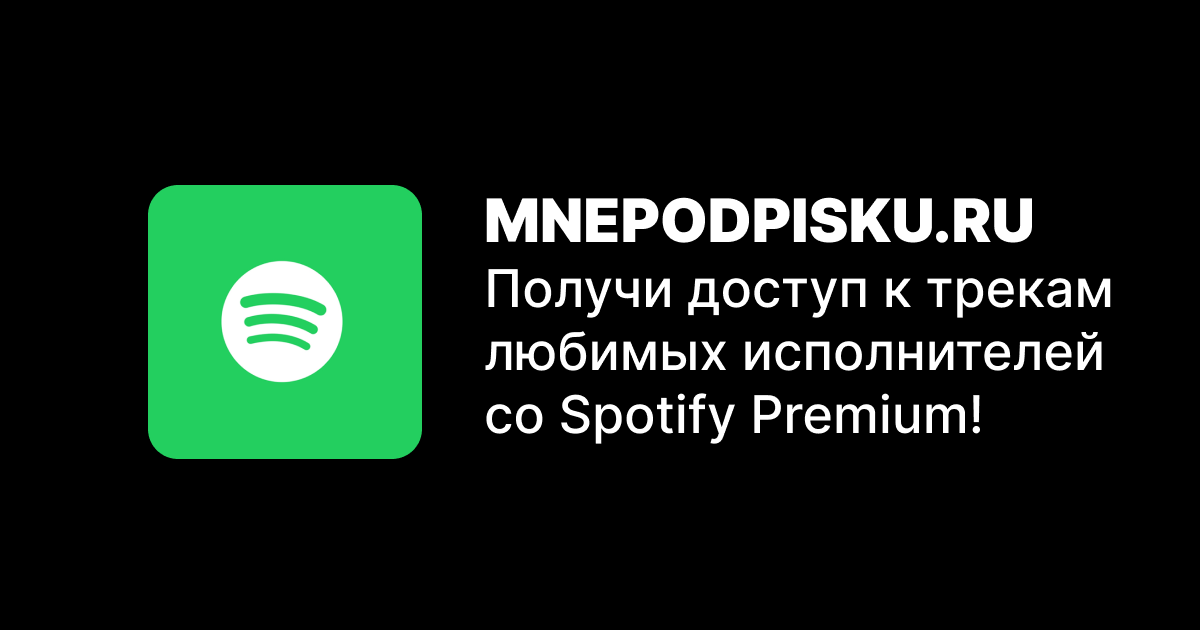 MNEPODPISKU.RU
Получи доступ к трекам
любимых исполнителей
со Spotify Premium!